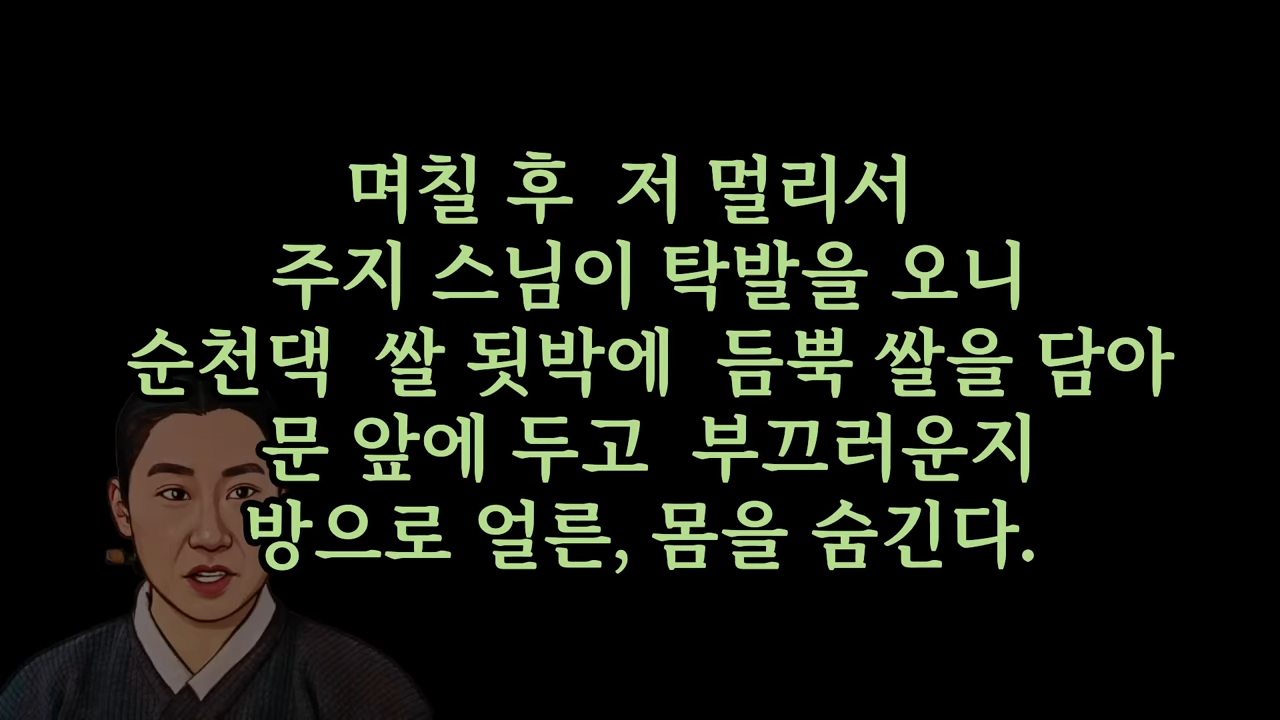 며칠 후  저 멀리서
주지 스님이 탁발을 오니
순천댁  쌀 됫박에  듬뿍 쌀을 담아
문 앞에 두고  부끄러운지
방으로 얼른, 몸을 숨긴다.